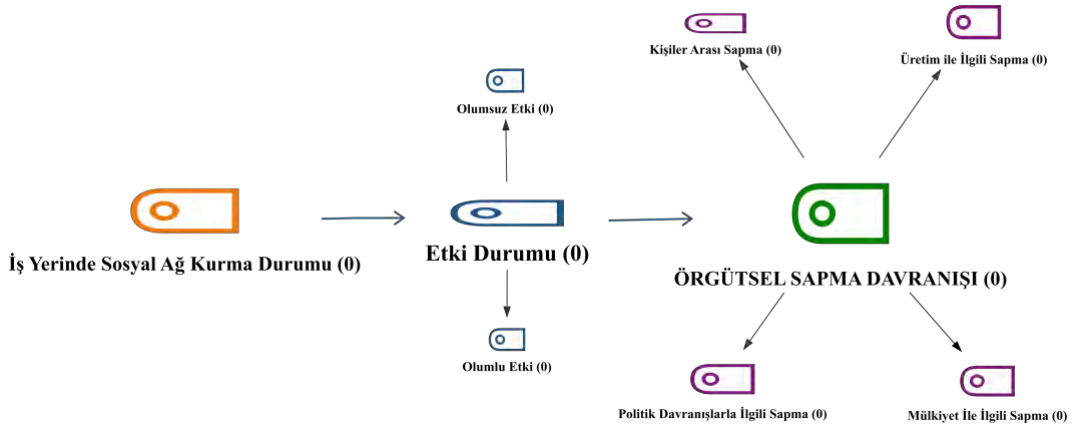 Kişiler Arası Sapma (0)
Üretim ile İlgili Sapma (0)
Olumsuz Etki (0)
İş Yerinde Sosyal Ağ Kurma Durumu (0)
Etki Durumu (0)
ÖRGÜTSEL SAPMA DAVRANIŞI (0)
Olumlu Etki (0)
Politik Davranışlarla İlgili Sapma (0)
Mülkiyet İle İlgili Sapma (0)